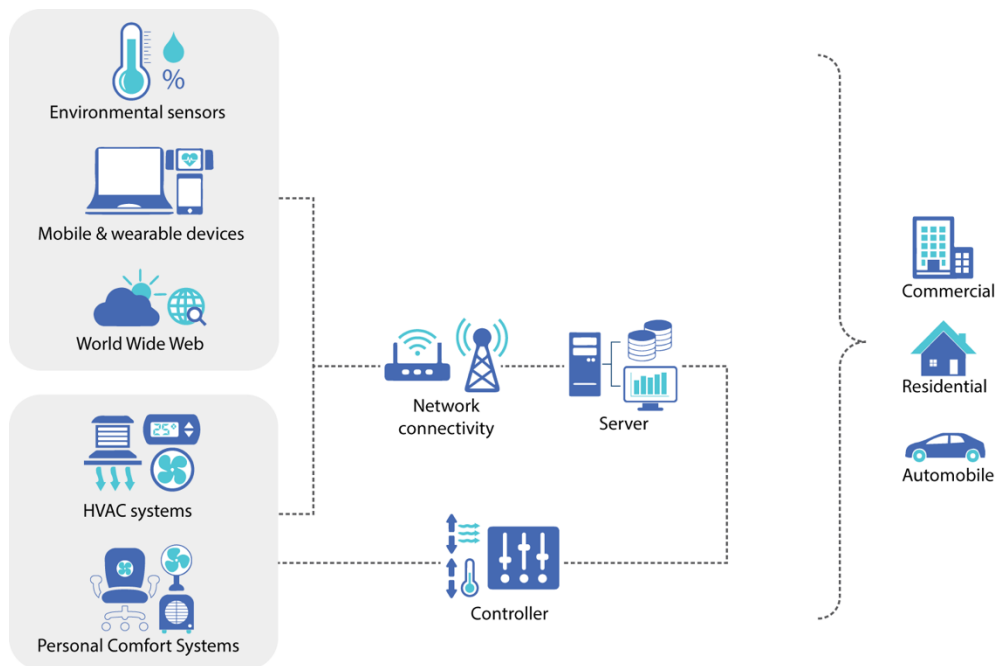 %
Environmental sensors
Mobile & wearable devices
World Wide Web
25°
HVAC systems
Personal Comfort Systems
Network
connectivity
Server
Controller
Commercial
Residential
Automobile